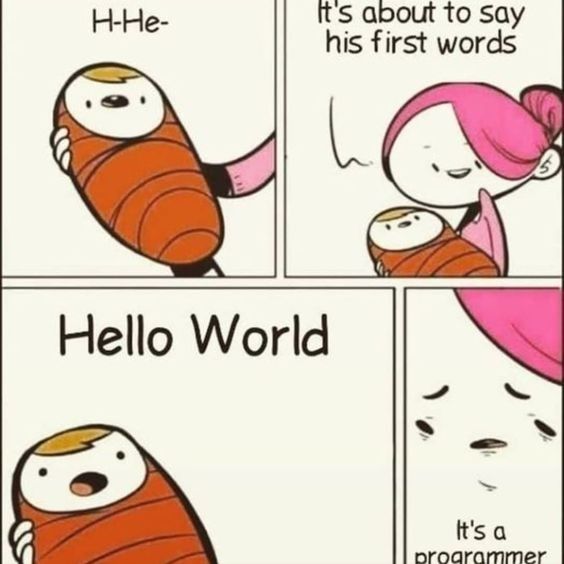 H-He-
It's about to say
his first words
Hello World
It's a
programmer